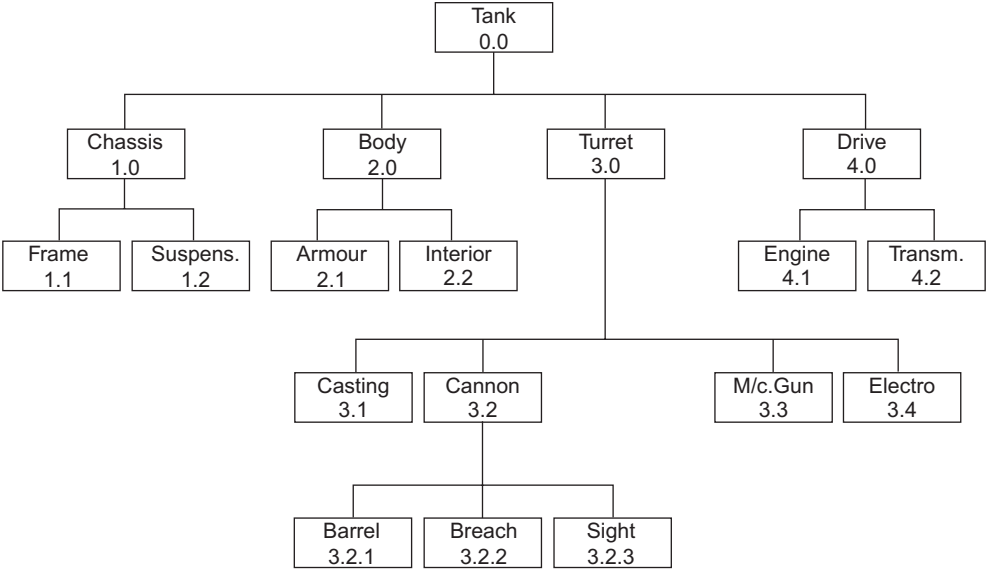 Tank
0.0
Chassis
1.0
Body
2.0
Turret
3.0
Drive
4.0
Frame
1.1
Suspens.
1.2
Armour
2.1
Interior
2.2
Engine
4.1
Transm.
4.2
Casting
3.1
Cannon
3.2
M/c.Gun
3.3
Electro
3.4
Barrel
3.2.1
Breach
3.2.2
Sight
3.2.3